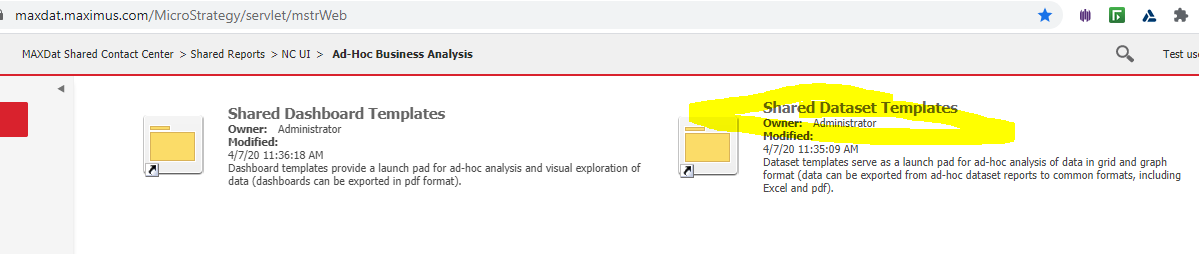 maxdat.maximus.com/MicroStrategy/servlet/mstrWeb
MAXDat Shared Contact Center > Shared Reports > NC UI > Ad-Hoc Business Analysis
Test use
Shared Dashboard Templates
Owner: Administrator
Modified:
4/7/20 11:36:18 AM
Dashboard templates provide a launch pad for ad-hoc analysis and visual exploration of
data (dashboards can be exported in pdf format).
Shared Dataset Templates
Owner: Administrator
Modified:
4/7/20 11:35:09 AM
Dataset templates serve as a launch pad for ad-hoc analysis of data in grid and graph
format (data can be exported from ad-hoc dataset reports to common formats, including
Excel and pdf).